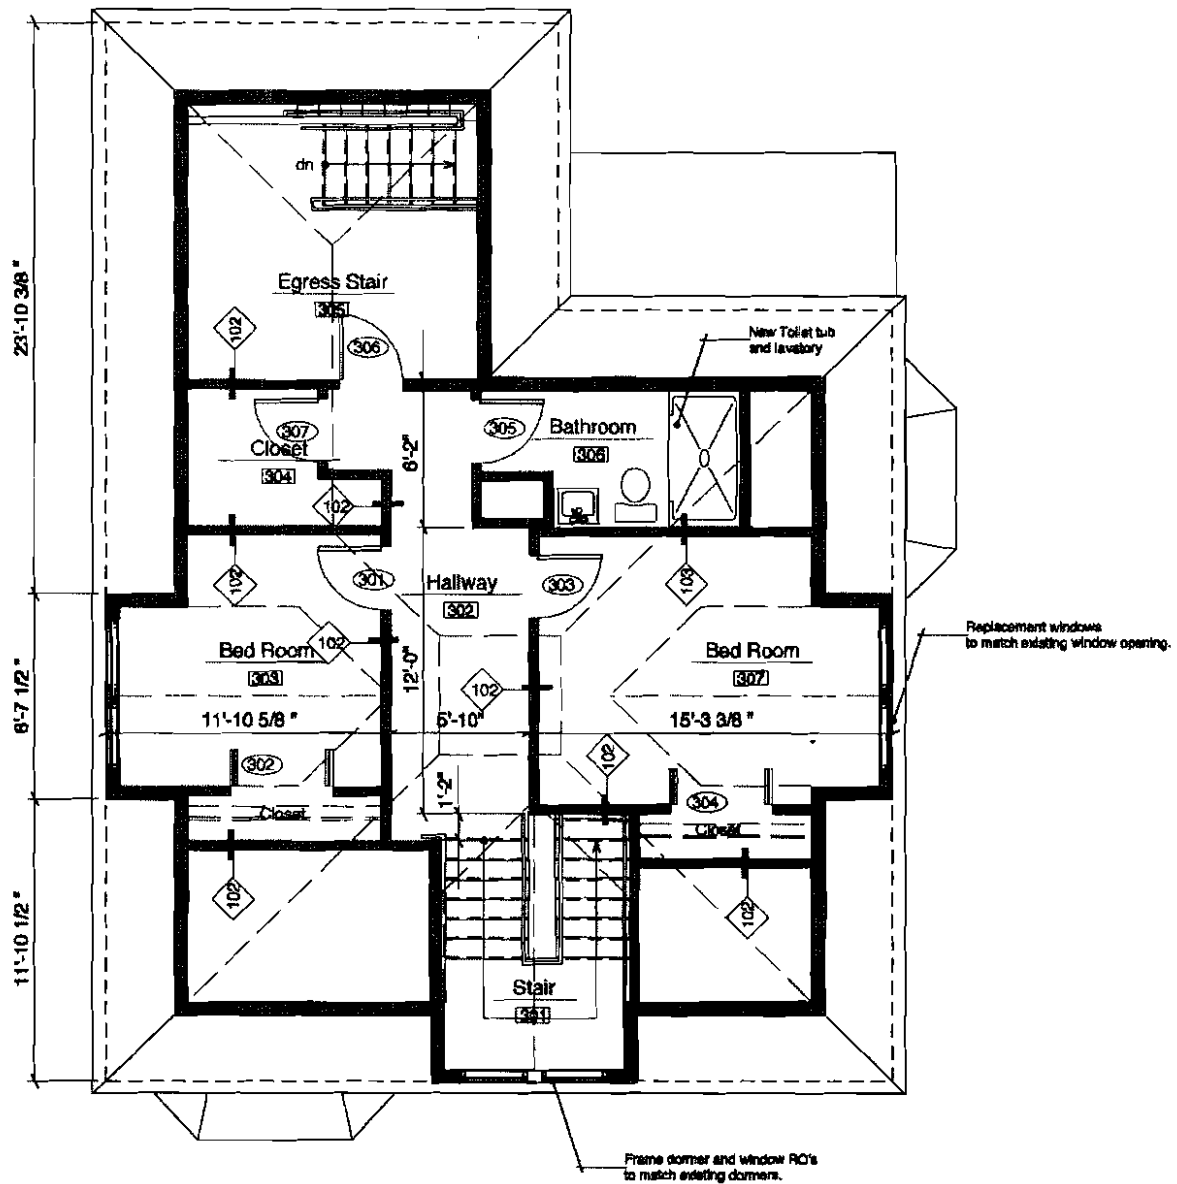 dn
23'-10 3/8 "
Egress Stair
305
102
306
New Toilet tub
and lavatory
307
Closet
304
6'-2"
305
Bathroom
306
102
102
301
Hallway
302
303
103
102
Bed Room
303
Replacement windows
to match existing window opening.
Bed Room
307
12'-0"
102
6'-7 1/2 "
11'-10 5/8 "
5'-10"
15'-3 3/8 "
302
102
1'-2"
304
Closet
Closet
102
102
11'-10 1/2 "
Stair
301
Frame dormer and window RO's
to match existing dormers.